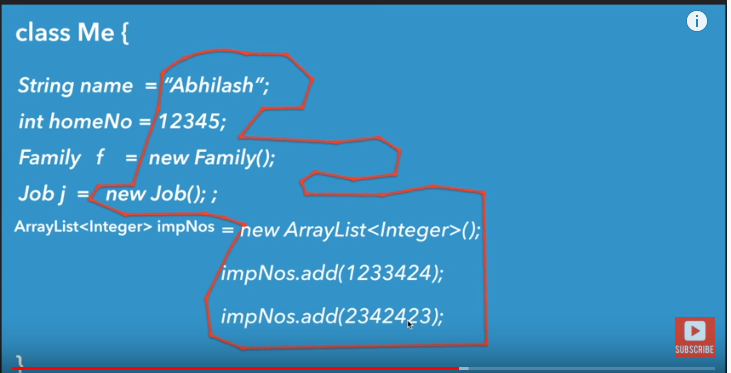 class Me {
String name = “Abhilash”;
int homeNo = 12345;
Family f = new Family();
Job j = new Job(); ;
ArrayList<Integer> impNos = new ArrayList<Integer>();
impNos.add(1233424);
impNos.add(2342423);
}
i
SUBSCRIBE